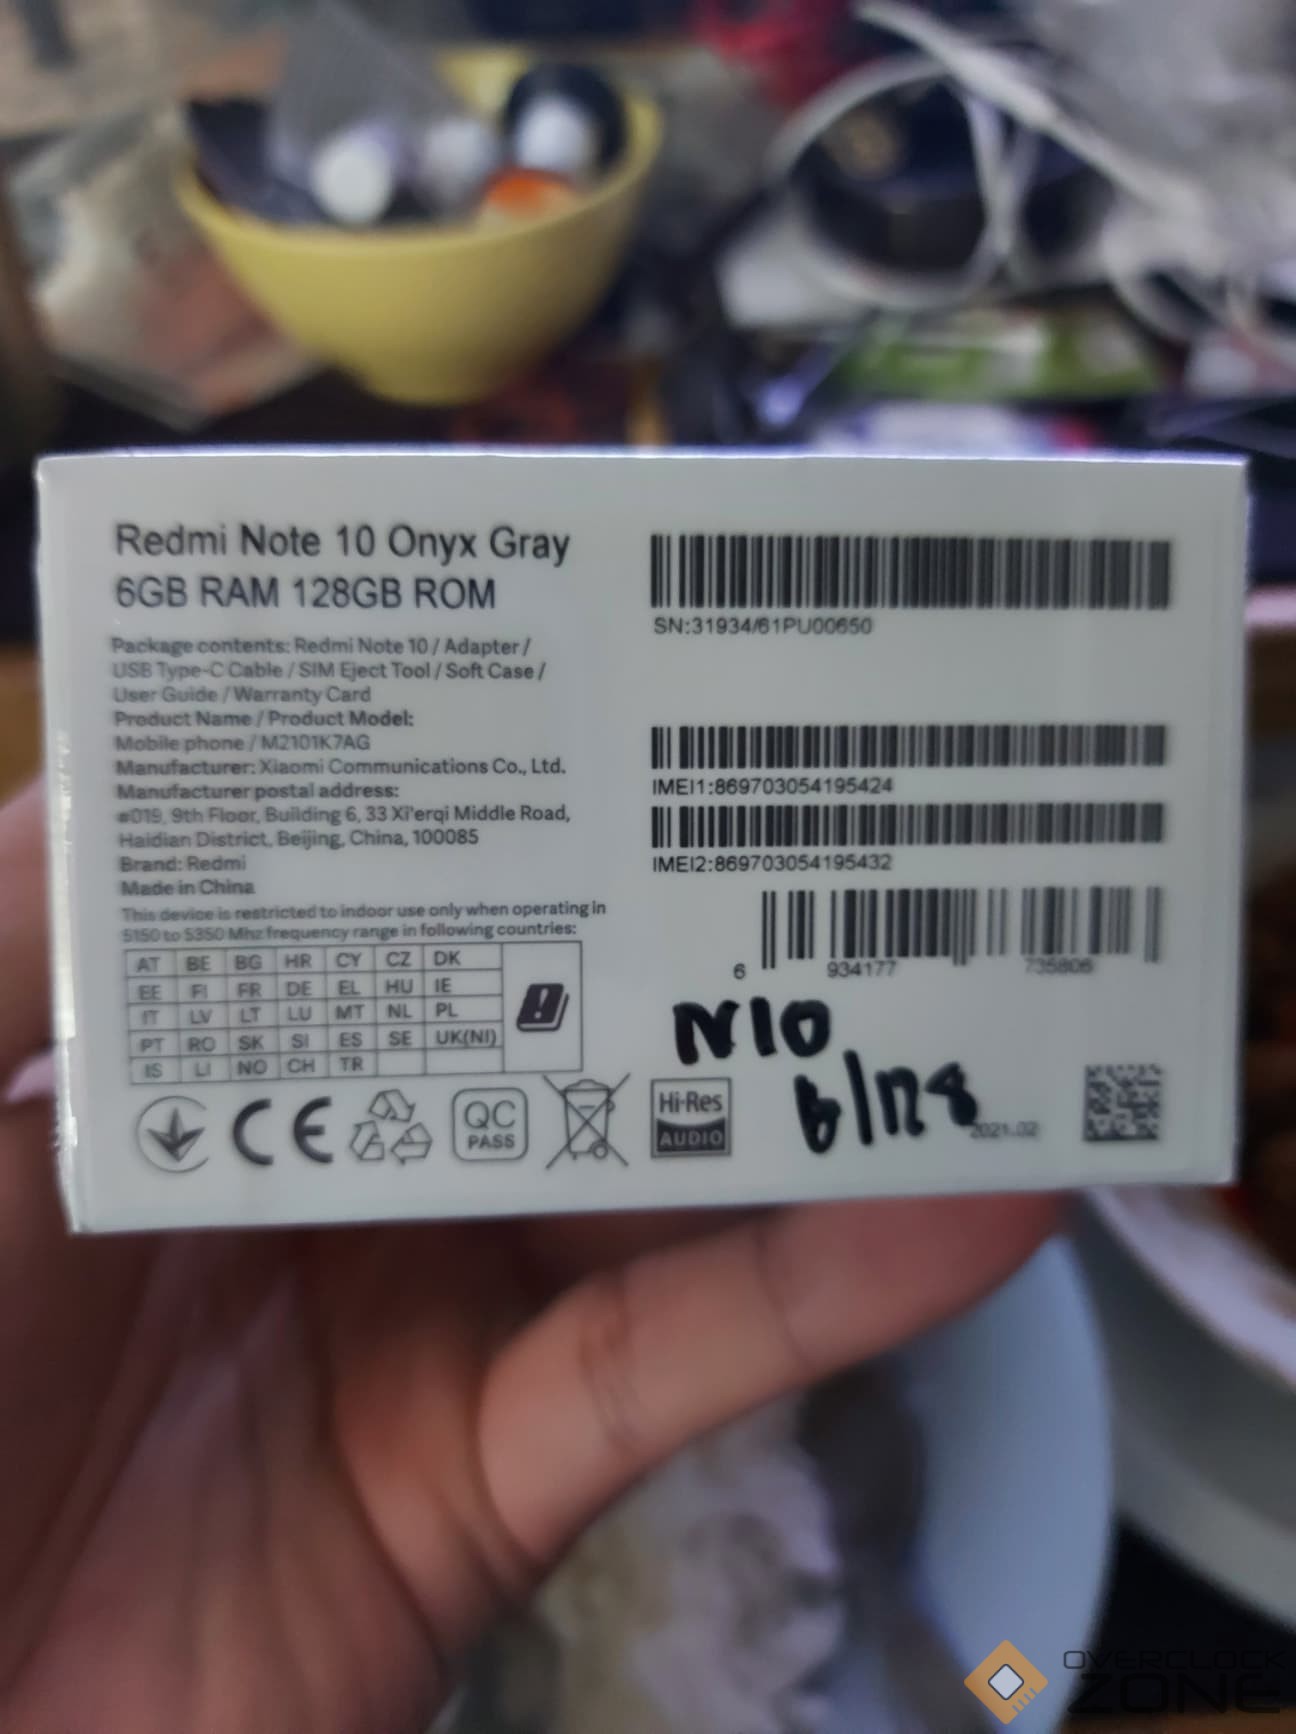 Redmi Note 10 Onyx Gray
6GB RAM 128GB ROM
Package contents: Redmi Note 10 / Adapter /
USB Type-C Cable / SIM Eject Tool / Soft Case /
User Guide / Warranty Card
Product Name / Product Model:
Mobile phone / M2101K7AG
Manufacturer: Xiaomi Communications Co., Ltd.
Manufacturer postal address:
#019, 9th Floor, Building 6, 33 Xi'erqi Middle Road,
Haidian District, Beijing, China, 100085
Brand: Redmi
Made in China
This device is restricted to indoor use only when operating in
5150 to 5350 Mhz frequency range in following countries:
AT BE BG HR CY CZ DK
EE FI FR DE EL HU IE
IT LV LT LU MT NL PL
PT RO SK SI ES SE UK(NI)
IS LI NO CH TR
CE
QC
PASS
Hi-Res
AUDIO
SN:31934/61PU00650
IMEI1:869703054195424
IMEI2:869703054195432
6 934177 735806
N10
6/128
2021.02
OVERCLOCK
ZONE